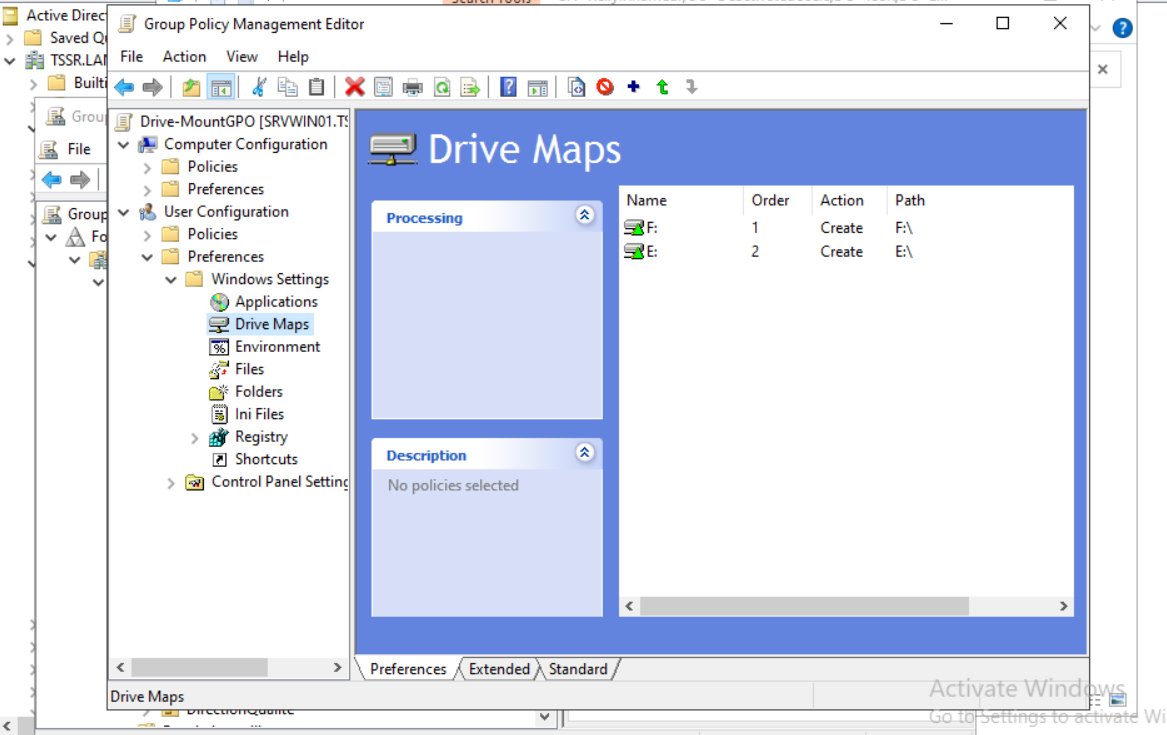 Active Direc
Saved Q
TSSR.LA
Builti
Group Policy Management Editor
File Action View Help
Grou
File
Group
Fo
Drive-MountGPO [SRVWIN01.TS
Computer Configuration
Policies
Preferences
User Configuration
Policies
Preferences
Windows Settings
Applications
Drive Maps
Environment
Files
Folders
Ini Files
Registry
Shortcuts
Control Panel Setting
Drive Maps
Processing
Description
No policies selected
Name Order Action Path
F: 1 Create F:\
E: 2 Create E:\
Preferences Extended Standard
Drive Maps
DirectionQualite
Activate Windows
Go to Settings to activate Wi